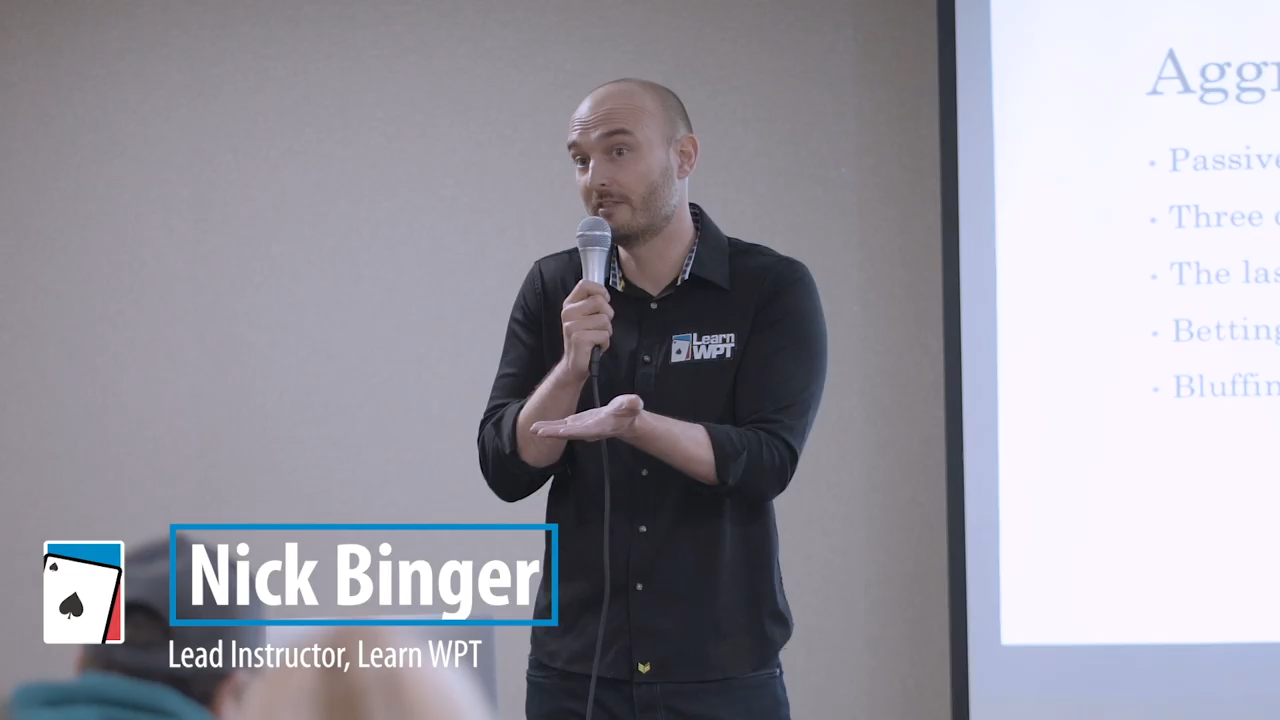 Aggr
• Passive
• Three
• The las
• Betting
• Bluffin
Learn
WPT
Nick Binger
Lead Instructor, Learn WPT